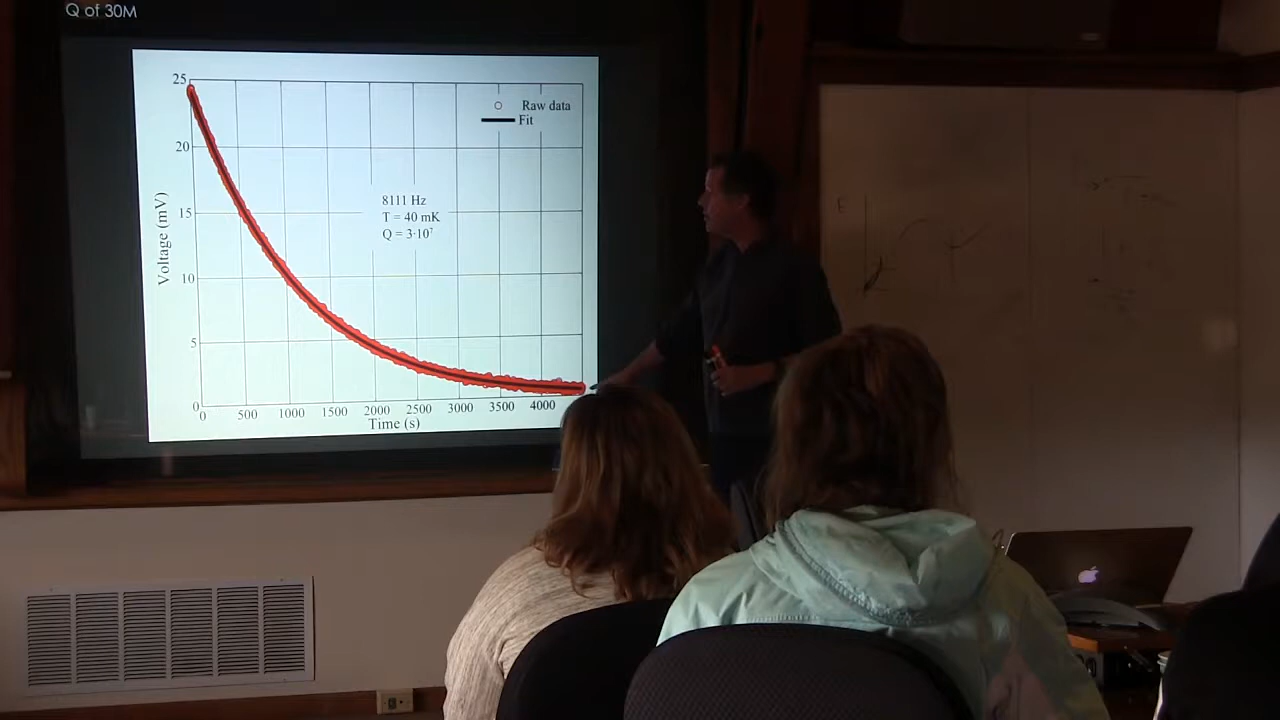 Q of 30M
25
20
15
10
5
0
Voltage (mV)
Raw data
Fit
8111 Hz
T = 40 mK
Q = 3·10⁷
0 500 1000 1500 2000 2500 3000 3500 4000
Time (s)
E